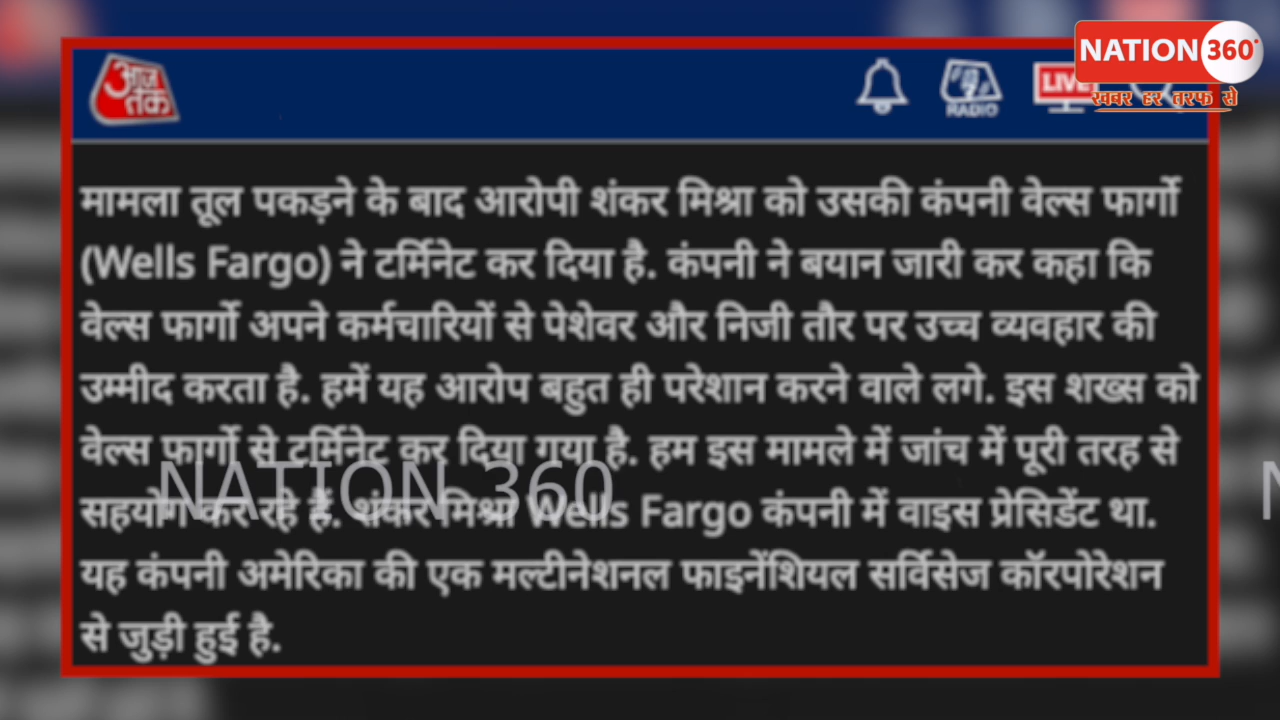 NATION 360°
खबर हर तरफ से
आज तक
RADIO
LIVE
मामला तूल पकड़ने के बाद आरोपी शंकर मिश्रा को उसकी कंपनी वेल्स फार्गो
(Wells Fargo) ने टर्मिनेट कर दिया है. कंपनी ने बयान जारी कर कहा कि
वेल्स फार्गो अपने कर्मचारियों से पेशेवर और निजी तौर पर उच्च व्यवहार की
उम्मीद करता है. हमें यह आरोप बहुत ही परेशान करने वाले लगे. इस शख्स को
वेल्स फार्गो से टर्मिनेट कर दिया गया है. हम इस मामले में जांच में पूरी तरह से
सहयोग कर रहे हैं. शंकर मिश्रा Wells Fargo कंपनी में वाइस प्रेसिडेंट था.
यह कंपनी अमेरिका की एक मल्टीनेशनल फाइनेंशियल सर्विसेज कॉरपोरेशन
से जुड़ी हुई है.
NATION 360